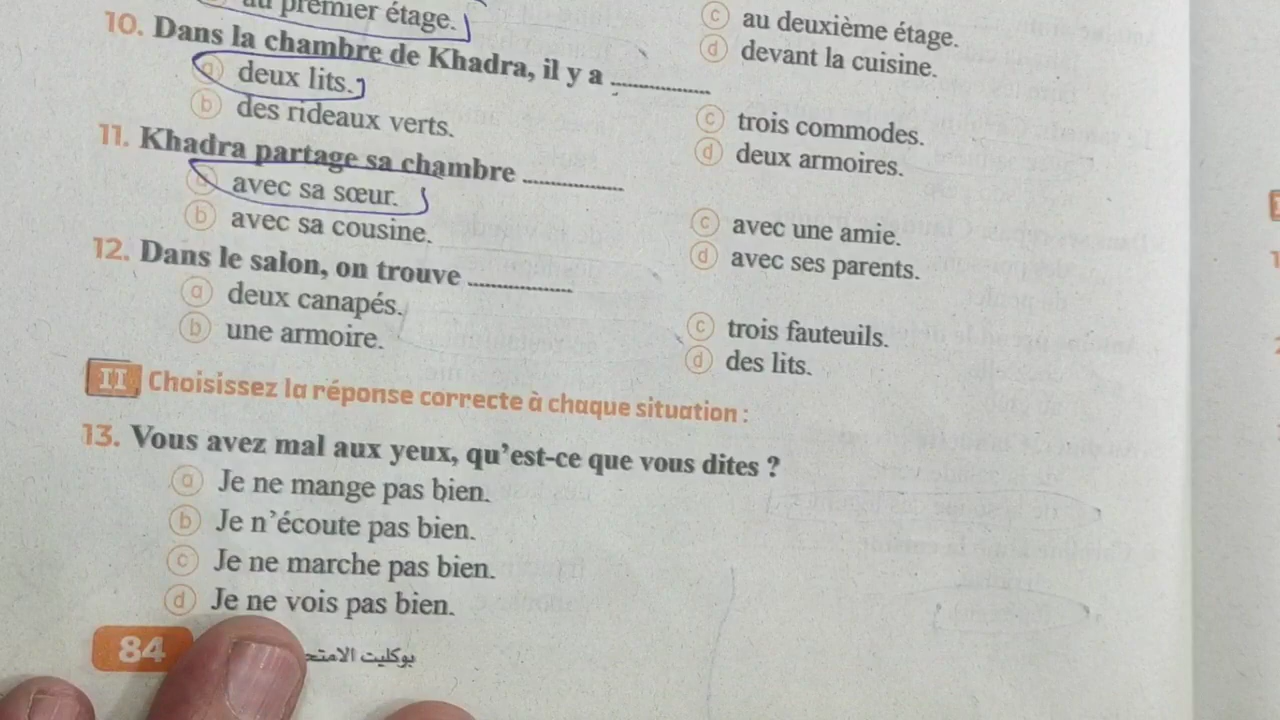 au premier étage.
c au deuxième étage.
d devant la cuisine.
10. Dans la chambre de Khadra, il y a ............
a deux lits.
b des rideaux verts.
c trois commodes.
d deux armoires.
11. Khadra partage sa chambre ............
a avec sa sœur.
b avec sa cousine.
c avec une amie.
d avec ses parents.
12. Dans le salon, on trouve ............
a deux canapés.
b une armoire.
c trois fauteuils.
d des lits.
II Choisissez la réponse correcte à chaque situation :
13. Vous avez mal aux yeux, qu'est-ce que vous dites ?
a Je ne mange pas bien.
b Je n'écoute pas bien.
c Je ne marche pas bien.
d Je ne vois pas bien.
84 بوكليت